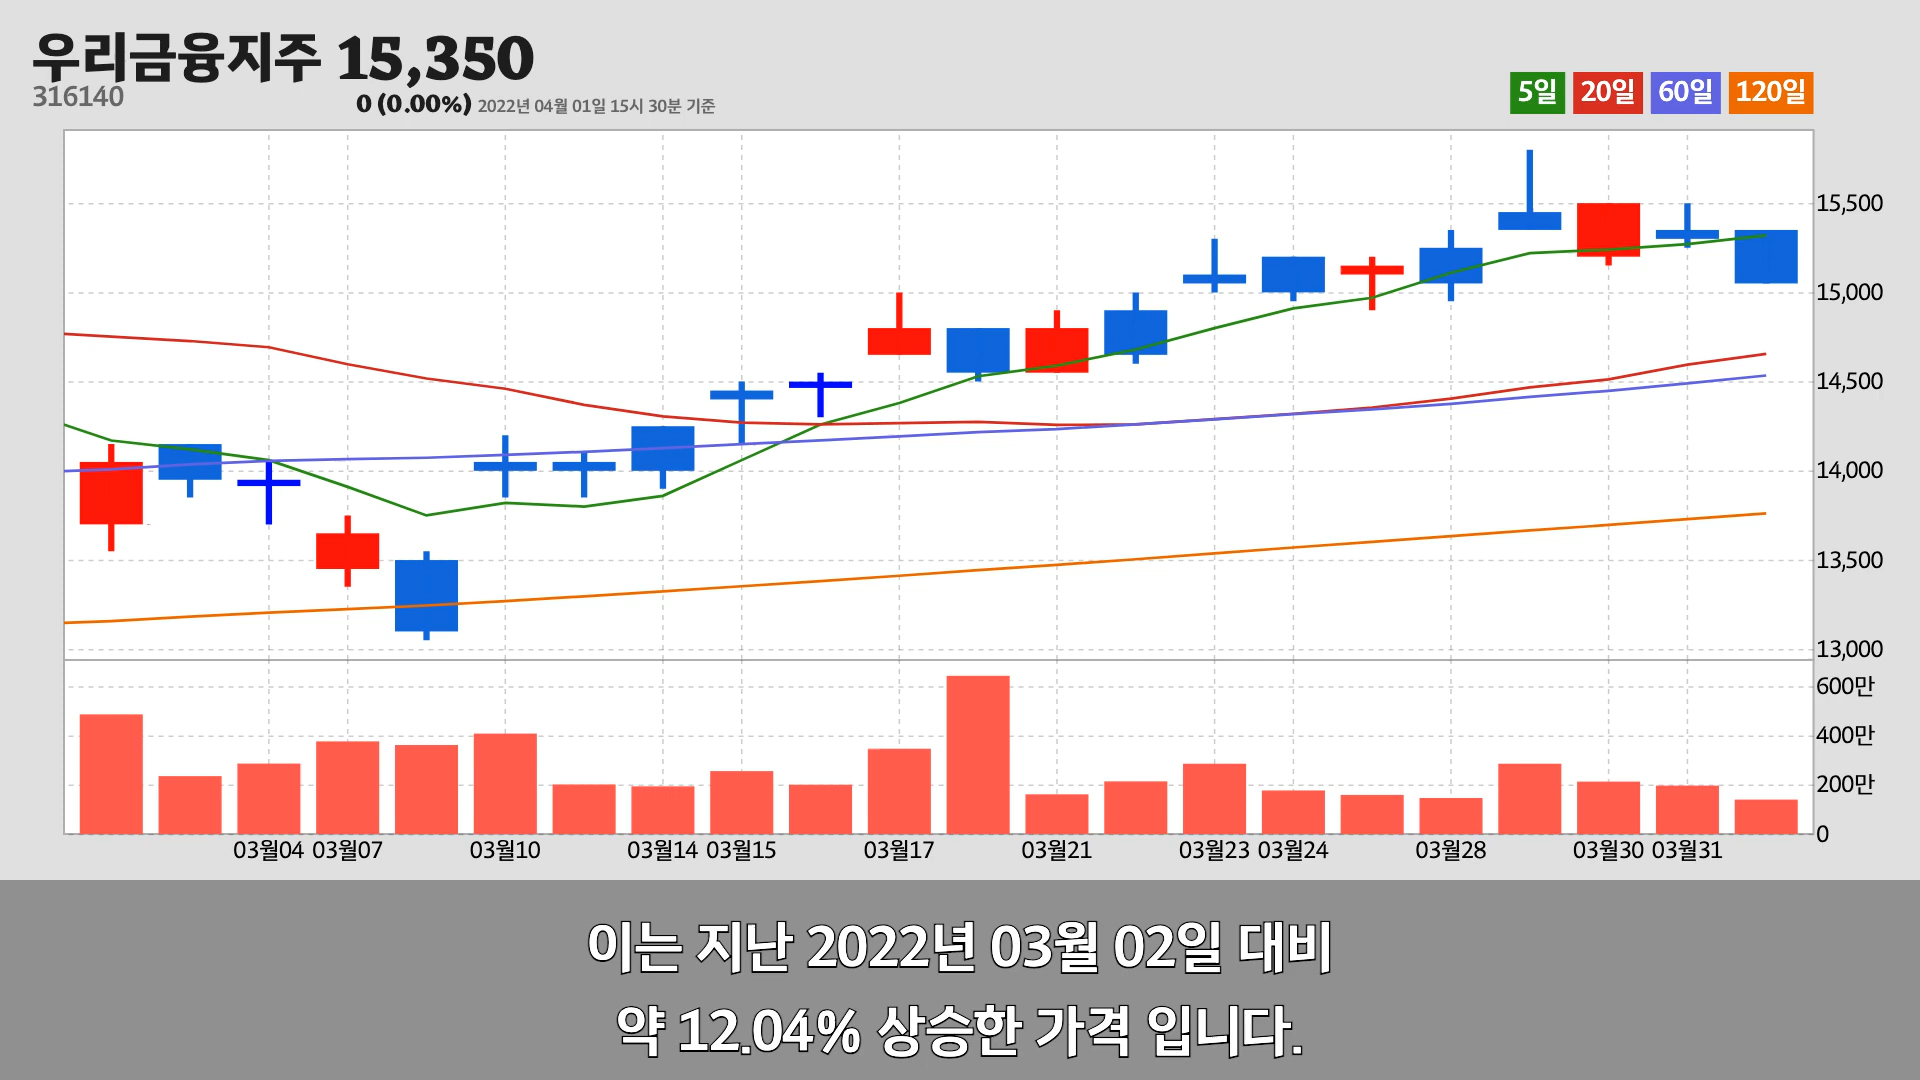 우리금융지주 15,350
316140
0 (0.00%) 2022년 04월 01일 15시 30분 기준
5일 20일 60일 120일
15,500
15,000
14,500
14,000
13,500
13,000
600만
400만
200만
0
03월04 03월07 03월10 03월14 03월15 03월17 03월21 03월23 03월24 03월28 03월30 03월31
이는 지난 2022년 03월 02일 대비
약 12.04% 상승한 가격 입니다.